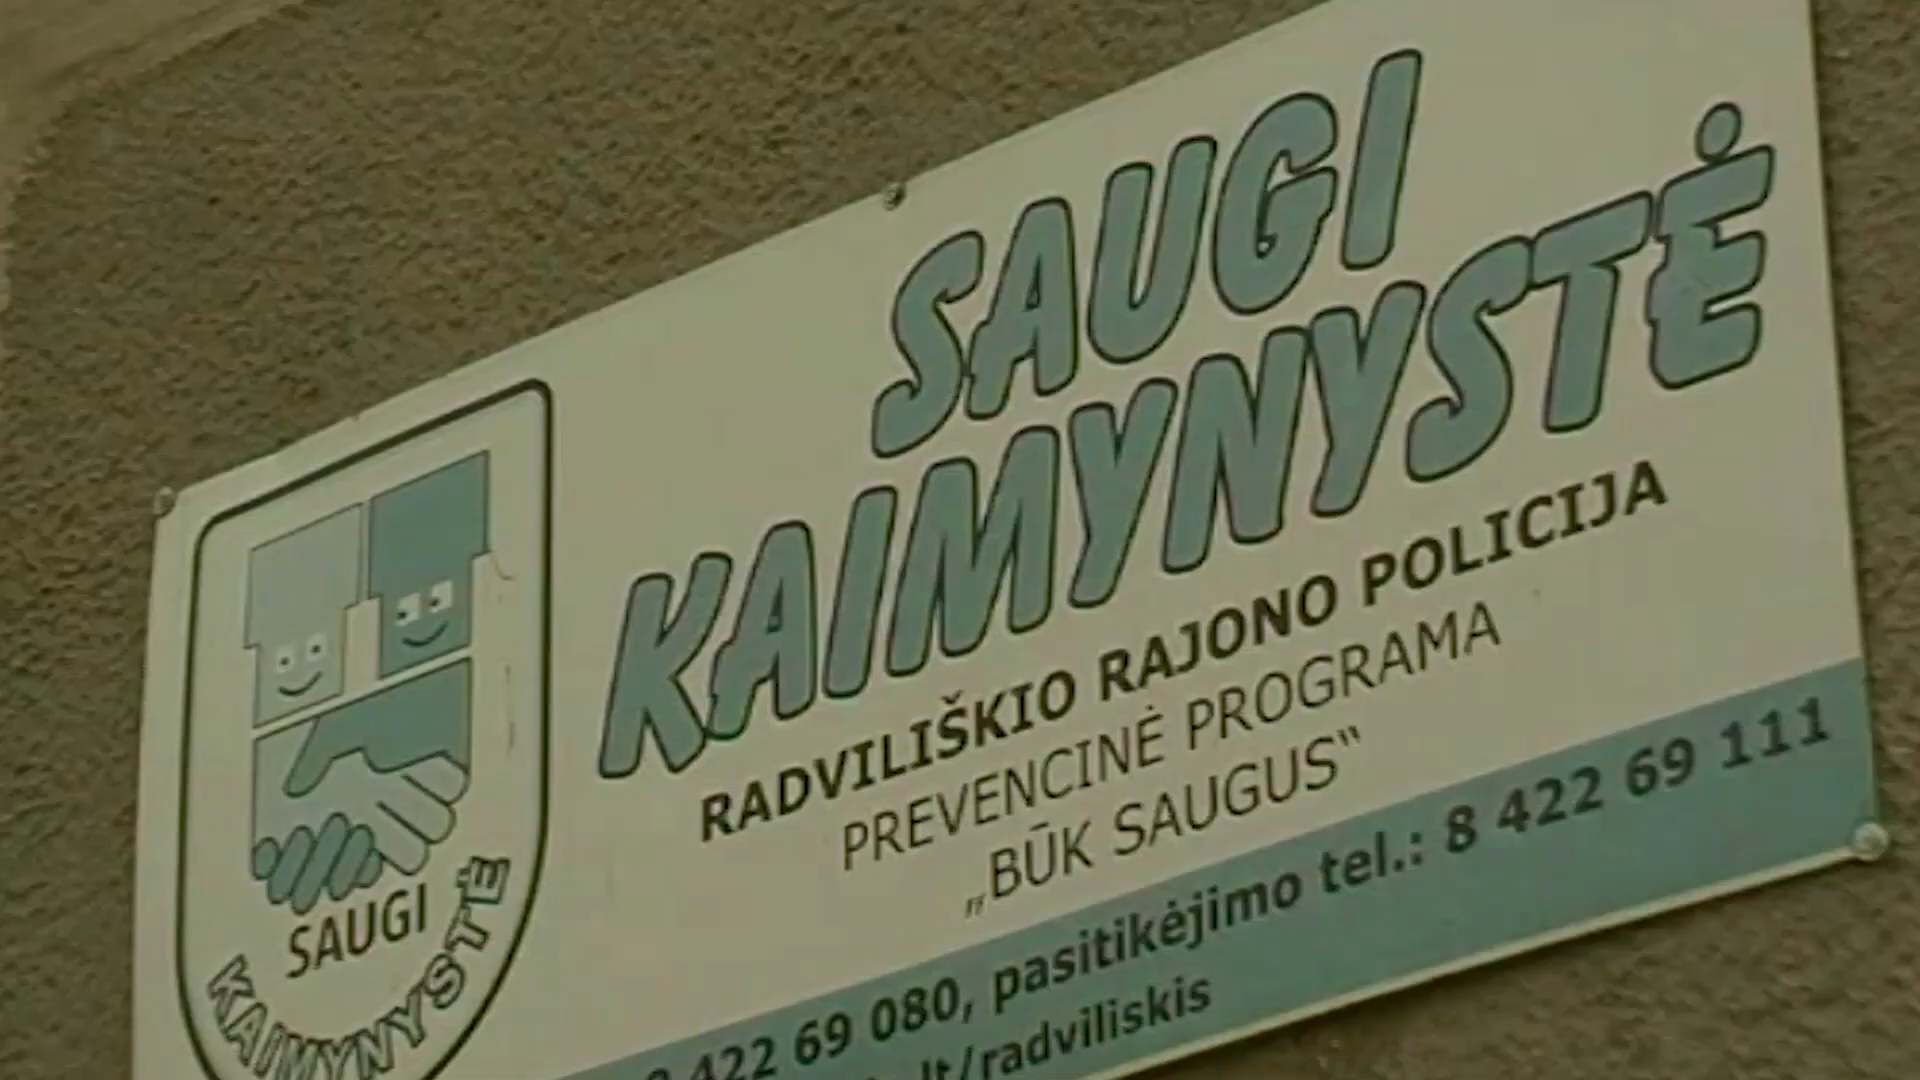 SAUGI
KAIMYNYSTĖ
RADVILIŠKIO RAJONO POLICIJA
PREVENCINĖ PROGRAMA
„BŪK SAUGUS“
422 69 080, pasitikėjimo tel.: 8 422 69 111
.lt/radviliskis
SAUGI
KAIMYNYSTĖ